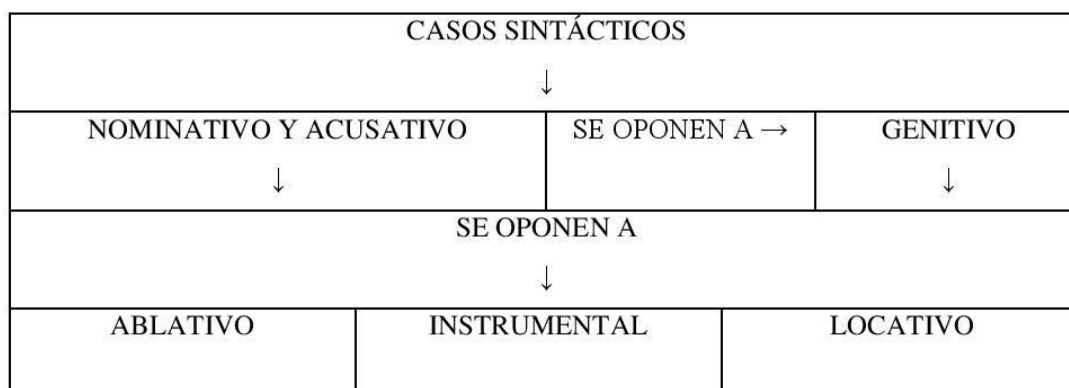 CASOS SINTÁCTICOS
↓
NOMINATIVO Y ACUSATIVO SE OPONEN A → GENITIVO
↓ ↓
SE OPONEN A
↓
ABLATIVO INSTRUMENTAL LOCATIVO